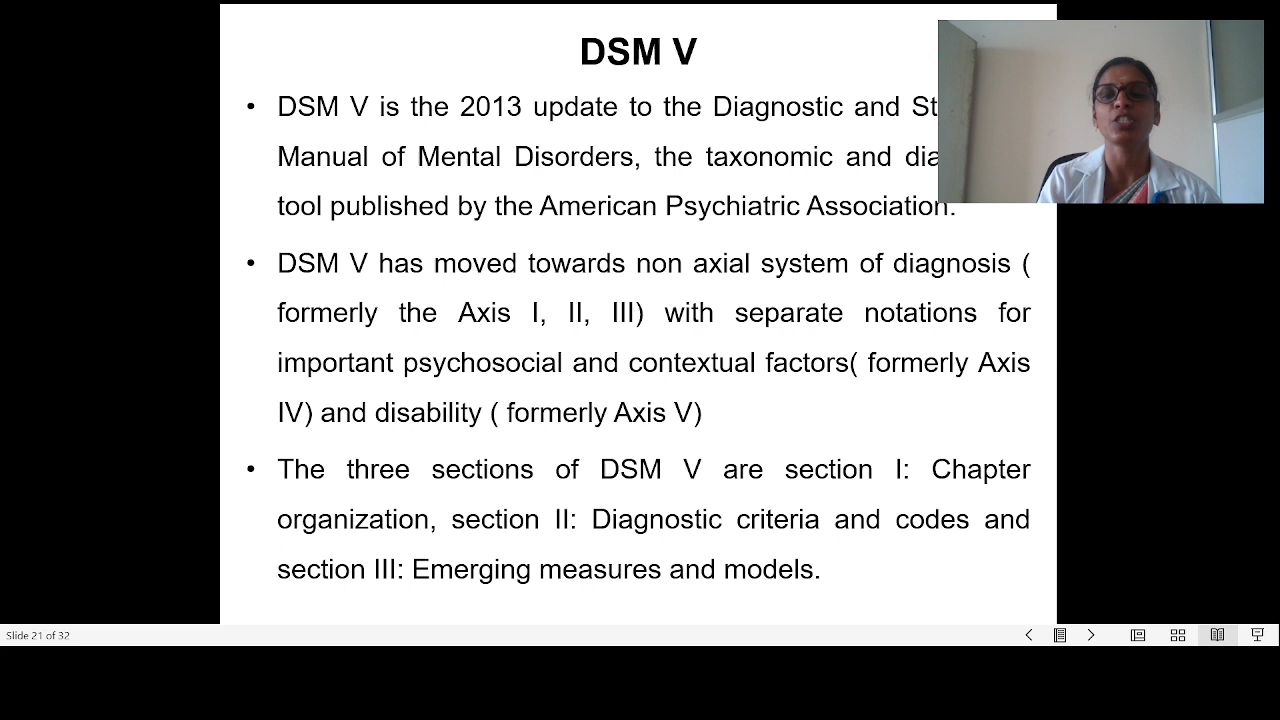 DSM V
• DSM V is the 2013 update to the Diagnostic and
Manual of Mental Disorders, the taxonomic and
tool published by the American Psychiatric Association.
• DSM V has moved towards non axial system of diagnosis (
formerly the Axis I, II, III) with separate notations for
important psychosocial and contextual factors( formerly Axis
IV) and disability ( formerly Axis V)
• The three sections of DSM V are section I: Chapter
organization, section II: Diagnostic criteria and codes and
section III: Emerging measures and models.
Slide 21 of 32